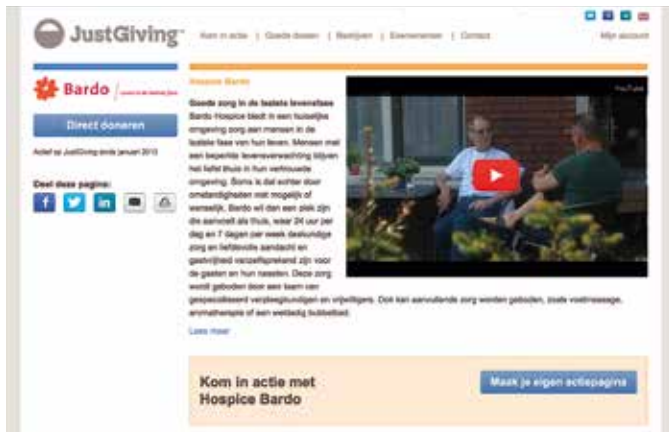 JustGiving
Kom in actie | Goede doelen | Bedrijven | Evenementen | Contact
Mijn account
Bardo
Direct doneren
Actief op JustGiving sinds januari 2013
Deel deze pagina:
Hospice Bardo
Goede zorg in de laatste levensfase
Bardo Hospice biedt in een huiselijke
omgeving zorg aan mensen in de
laatste fase van hun leven. Mensen met
een beperkte levensverwachting blijven
het liefst thuis in hun vertrouwde
omgeving. Soms is dat echter door
omstandigheden niet mogelijk of
wenselijk. Bardo wil dan een plek zijn
die aanvoelt als thuis, waar 24 uur per
dag en 7 dagen per week deskundige
zorg en liefdevolle aandacht en
gastvrijheid vanzelfsprekend zijn voor
de gasten en hun naasten. Deze zorg
wordt geboden door een team van
gespecialiseerd verpleegkundigen en vrijwilligers. Ook kan aanvullende zorg worden geboden, zoals voetmassage,
aromatherapie of een weldadig bubbelbad.
Lees meer
YouTube
Kom in actie met
Hospice Bardo
Maak je eigen actiepagina